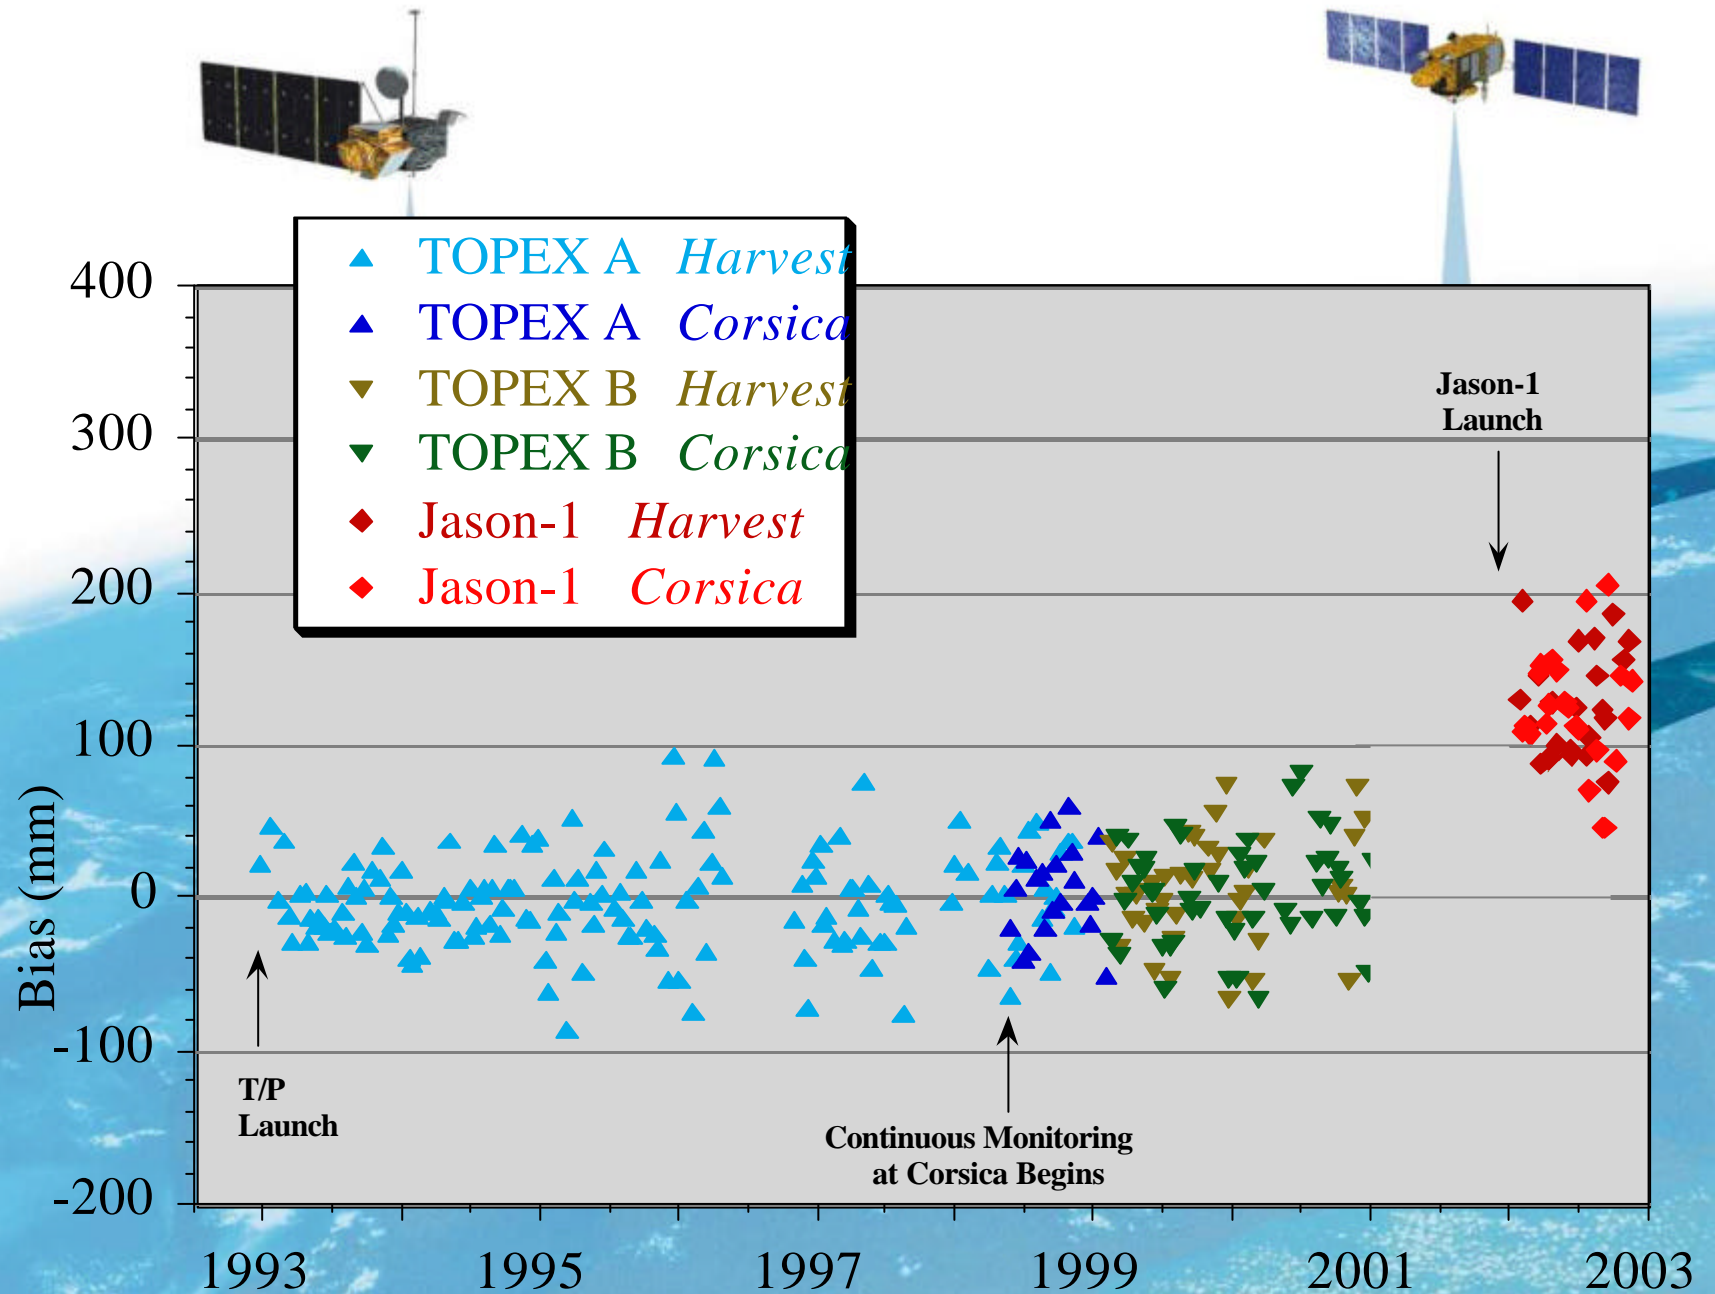 TOPEX A Harvest
TOPEX A Corsica
TOPEX B Harvest
TOPEX B Corsica
Jason-1 Harvest
Jason-1 Corsica
400
300
200
100
0
-100
-200
Bias (mm)
Jason-1
Launch
T/P
Launch
Continuous Monitoring
at Corsica Begins
1993 1995 1997 1999 2001 2003